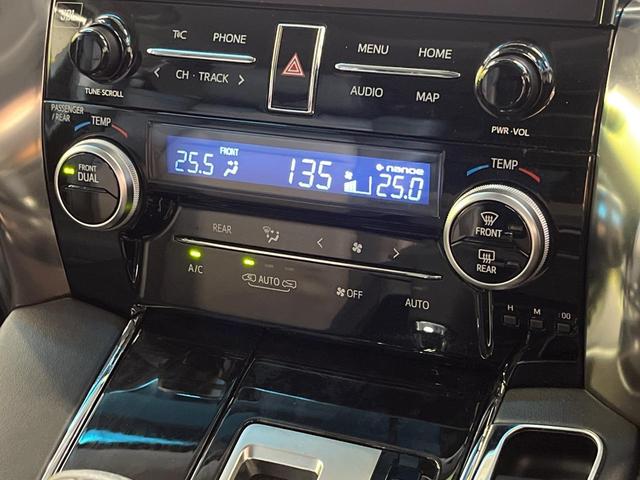 JBL
T/C PHONE
CH · TRACK
TUNE·SCROLL
MENU HOME
AUDIO MAP
PWR·VOL
PASSENGER
/REAR
TEMP
FRONT
DUAL
FRONT
25.5 135 nanoe 25.0
TEMP
FRONT
REAR
REAR
A/C
AUTO
OFF
AUTO
H M :00